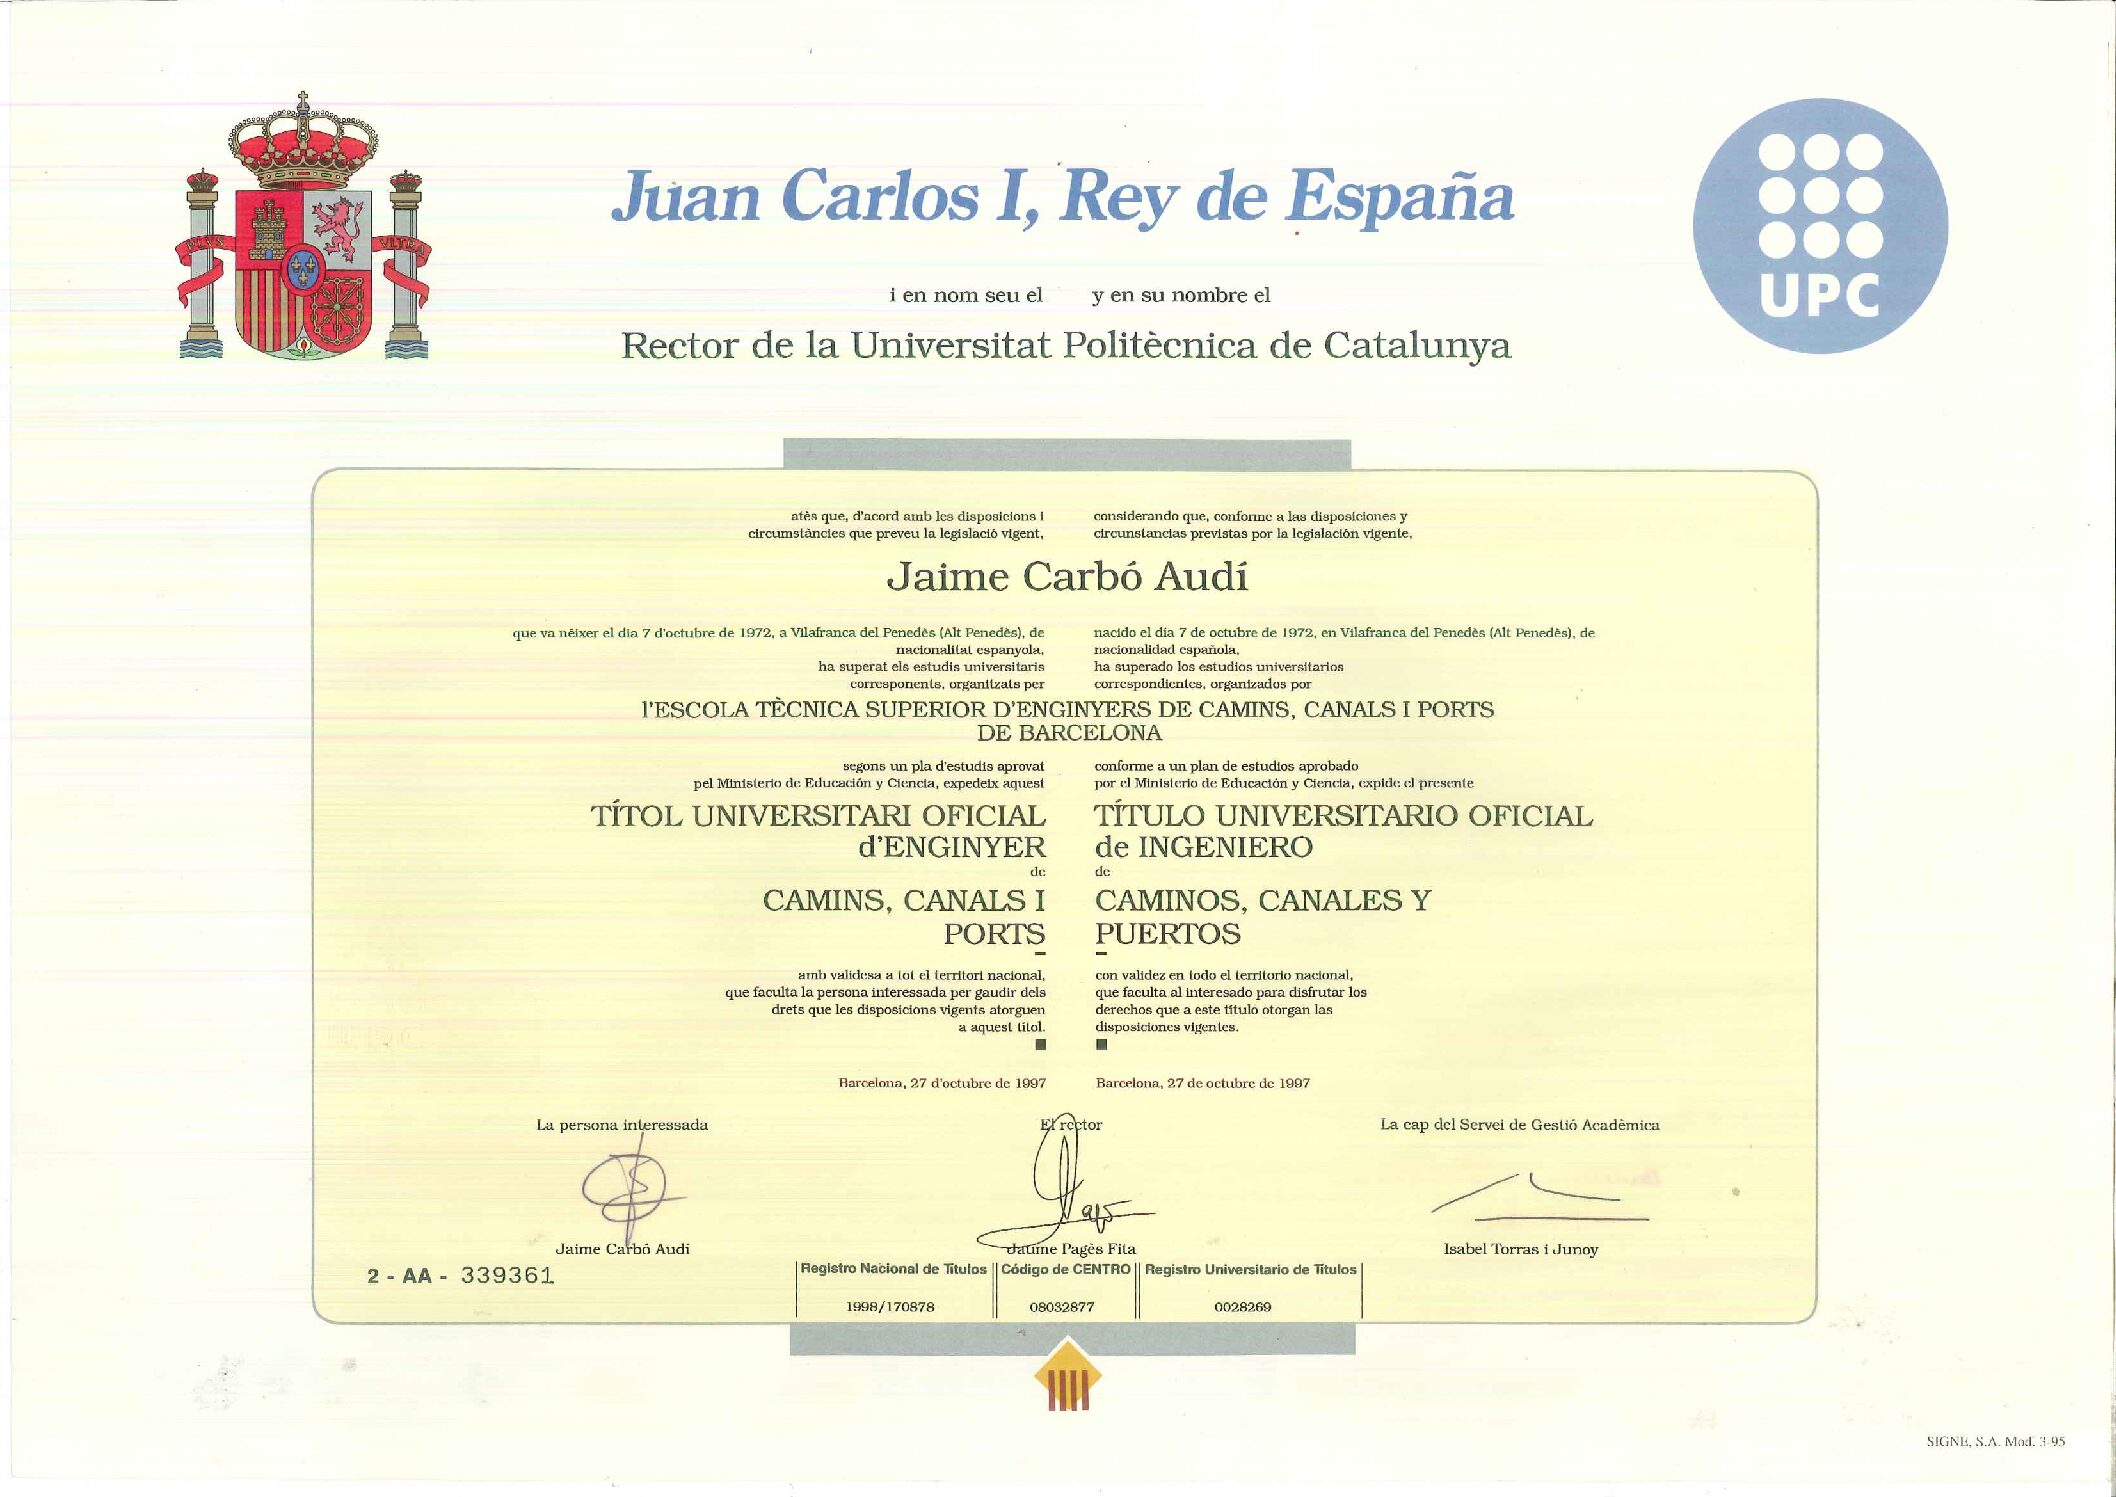 Juan Carlos I, Rey de España
UPC
PLVS VLTRA
i en nom seu el y en su nombre el
Rector de la Universitat Politècnica de Catalunya
atès que, d'acord amb les disposicions i
circumstàncies que preveu la legislació vigent,
considerando que, conforme a las disposiciones y
circunstancias previstas por la legislación vigente,
Jaime Carbó Audí
que va néixer el dia 7 d'octubre de 1972, a Vilafranca del Penedès (Alt Penedès), de
nacionalitat espanyola,
ha superat els estudis universitaris
corresponents, organitzats per
nacido el día 7 de octubre de 1972, en Vilafranca del Penedès (Alt Penedès), de
nacionalidad española,
ha superado los estudios universitarios
correspondientes, organizados por
l'ESCOLA TÈCNICA SUPERIOR D'ENGINYERS DE CAMINS, CANALS I PORTS
DE BARCELONA
segons un pla d'estudis aprovat
pel Ministerio de Educación y Ciencia, expedeix aquest
TÍTOL UNIVERSITARI OFICIAL
d'ENGINYER
de
CAMINS, CANALS I
PORTS
amb validesa a tot el territori nacional,
que faculta la persona interessada per gaudir dels
drets que les disposicions vigents atorguen
a aquest títol.
Barcelona, 27 d'octubre de 1997
conforme a un plan de estudios aprobado
por el Ministerio de Educación y Ciencia, expide el presente
TÍTULO UNIVERSITARIO OFICIAL
de INGENIERO
de
CAMINOS, CANALES Y
PUERTOS
con validez en todo el territorio nacional,
que faculta al interesado para disfrutar los
derechos que a este título otorgan las
disposiciones vigentes.
Barcelona, 27 de octubre de 1997
La persona interessada
Jaime Carbó Audí
El rector
Jaume Pagès Fita
La cap del Servei de Gestió Acadèmica
Isabel Torras i Junoy
2 - AA - 339361
Registro Nacional de Títulos
1998/170878
Código de CENTRO
08032877
Registro Universitario de Títulos
0028269
SIGNE, S.A. Mod. 3-95